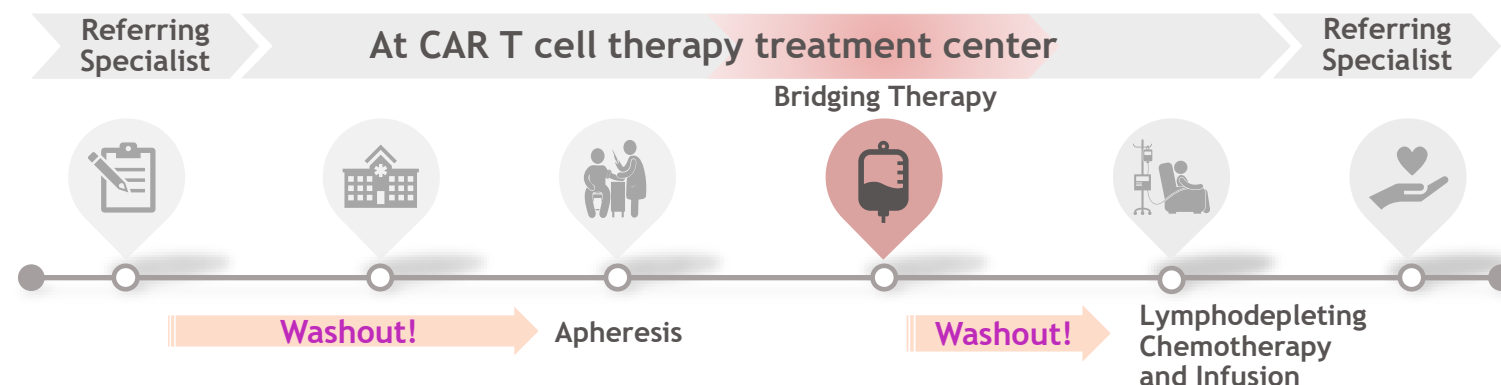 Referring
Specialist
At CAR T cell therapy treatment center
Referring
Specialist
Bridging Therapy
Washout!
Apheresis
Washout!
Lymphodepleting
Chemotherapy
and Infusion